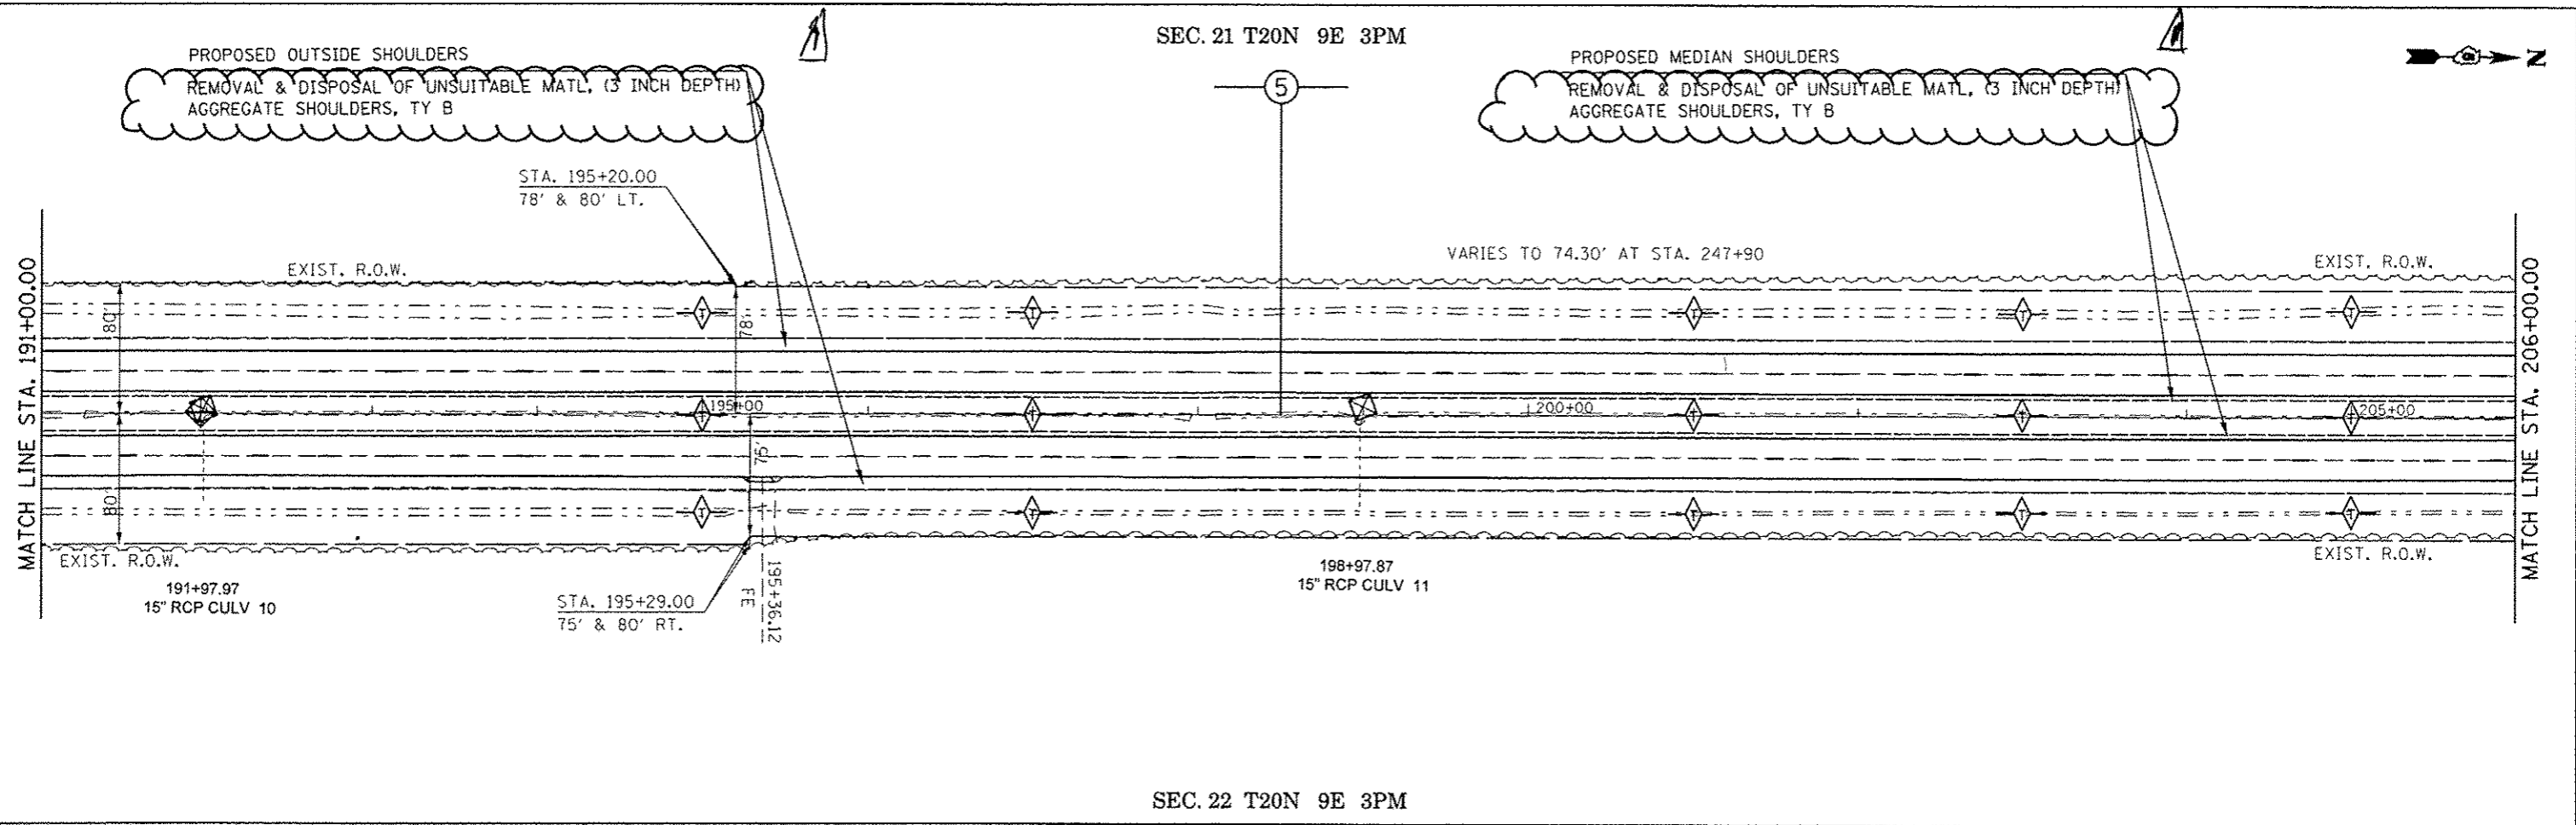 SEC. 21 T20N 9E 3PM
PROPOSED OUTSIDE SHOULDERS
REMOVAL & DISPOSAL OF UNSUITABLE MATL, (3 INCH DEPTH)
AGGREGATE SHOULDERS, TY B
5
PROPOSED MEDIAN SHOULDERS
REMOVAL & DISPOSAL OF UNSUITABLE MATL, (3 INCH DEPTH)
AGGREGATE SHOULDERS, TY B
N
STA. 195+20.00
78' & 80' LT.
VARIES TO 74.30' AT STA. 247+90
EXIST. R.O.W.
EXIST. R.O.W.
MATCH LINE STA. 191+00.00
80'
78'
T
T
T
T
T
195+00
200+00
205+00
T
T
T
T
T
75'
80'
T
T
T
T
T
MATCH LINE STA. 206+00.00
EXIST. R.O.W.
EXIST. R.O.W.
191+97.97
15" RCP CULV 10
STA. 195+29.00
75' & 80' RT.
195+36.12
FE
198+97.87
15" RCP CULV 11
SEC. 22 T20N 9E 3PM